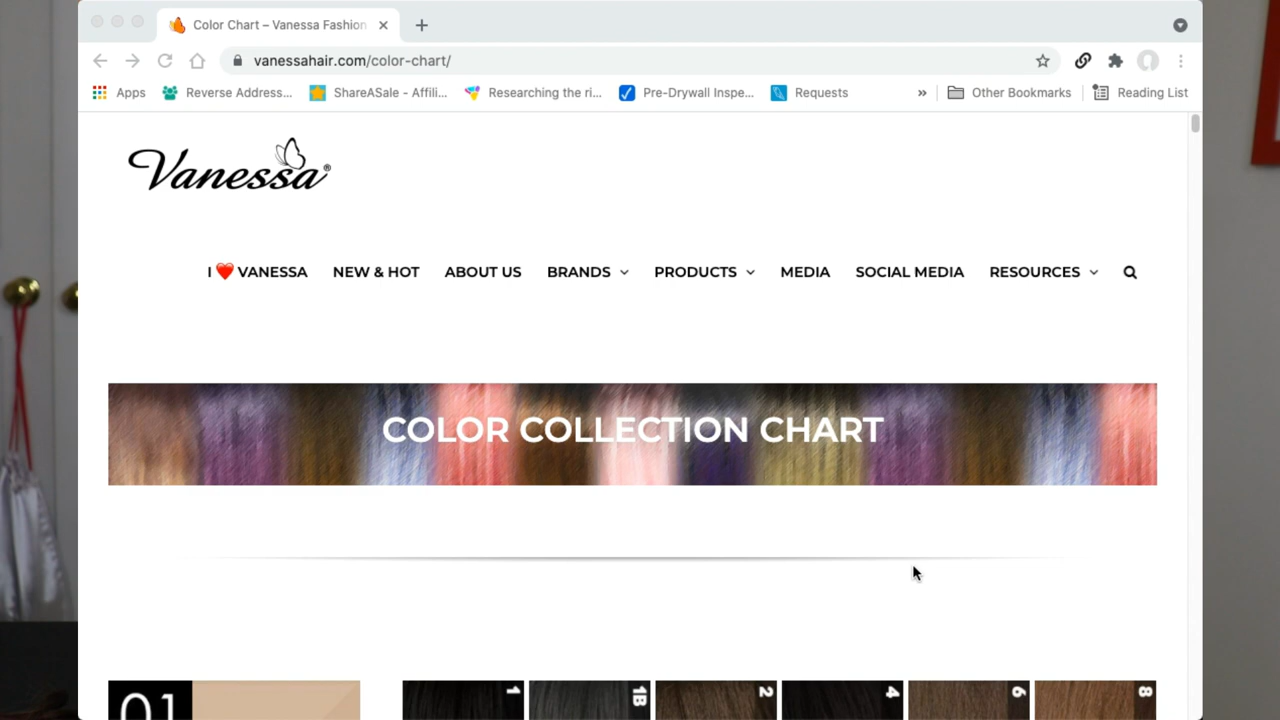 Color Chart – Vanessa Fashion
vanessahair.com/color-chart/
Apps Reverse Address... ShareASale - Affili... Researching the ri... Pre-Drywall Inspe... Requests » Other Bookmarks Reading List
Vanessa®
I ❤️ VANESSA NEW & HOT ABOUT US BRANDS PRODUCTS MEDIA SOCIAL MEDIA RESOURCES
COLOR COLLECTION CHART
01 1 1B 2 4 6 8